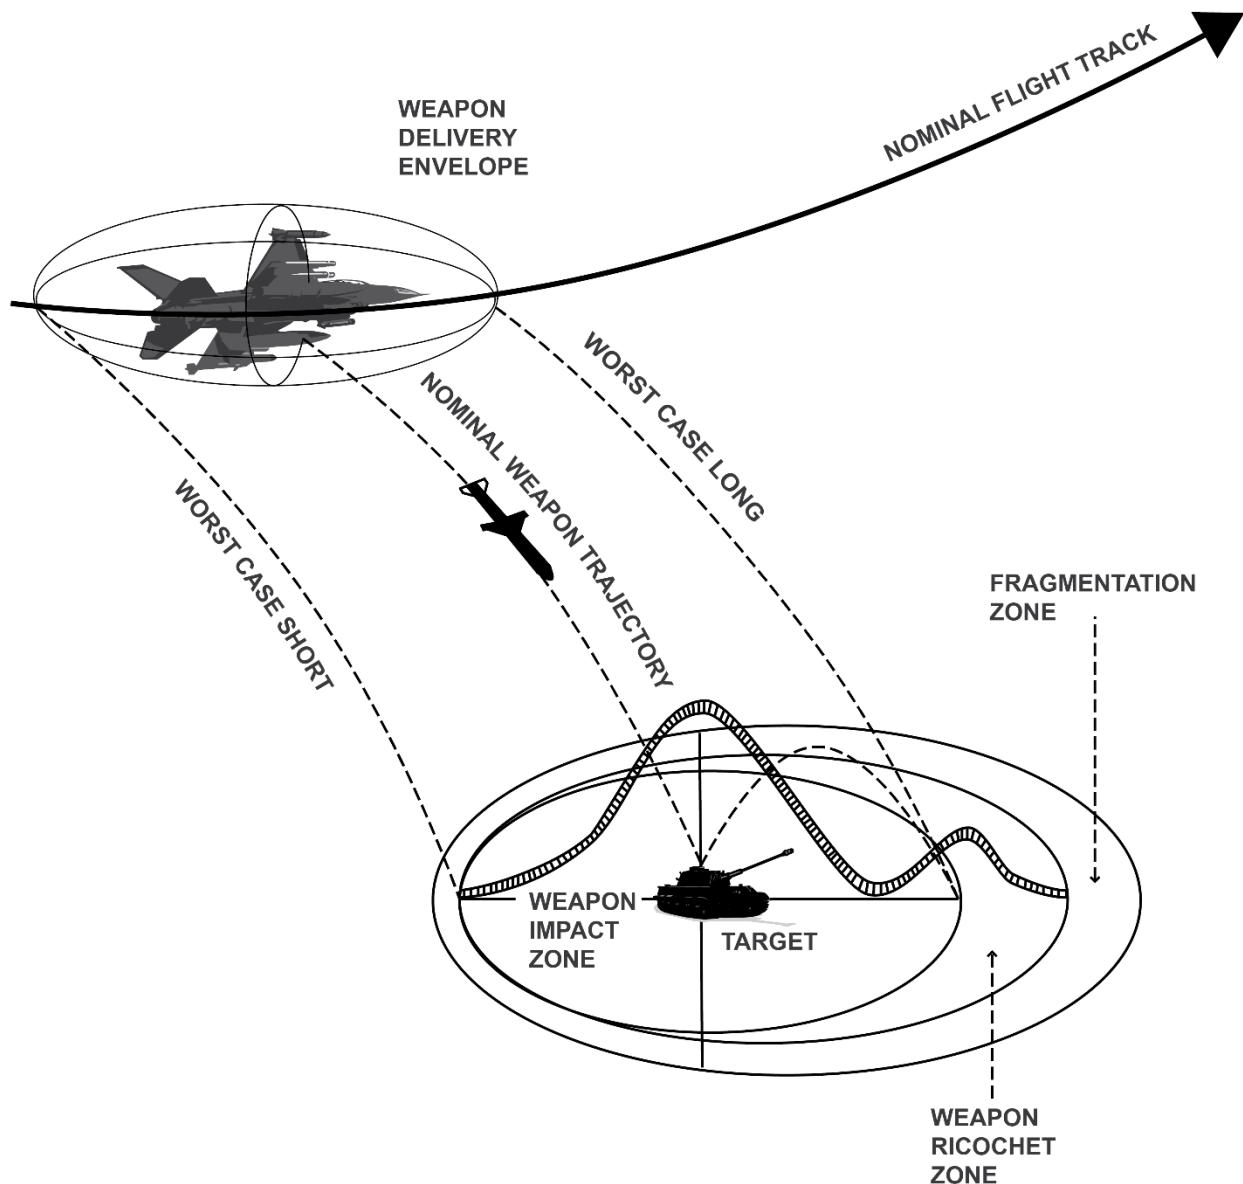 WEAPON
DELIVERY
ENVELOPE
NOMINAL FLIGHT TRACK
WORST CASE SHORT
NOMINAL WEAPON TRAJECTORY
WORST CASE LONG
FRAGMENTATION
ZONE
WEAPON
IMPACT
ZONE
TARGET
WEAPON
RICOCHET
ZONE